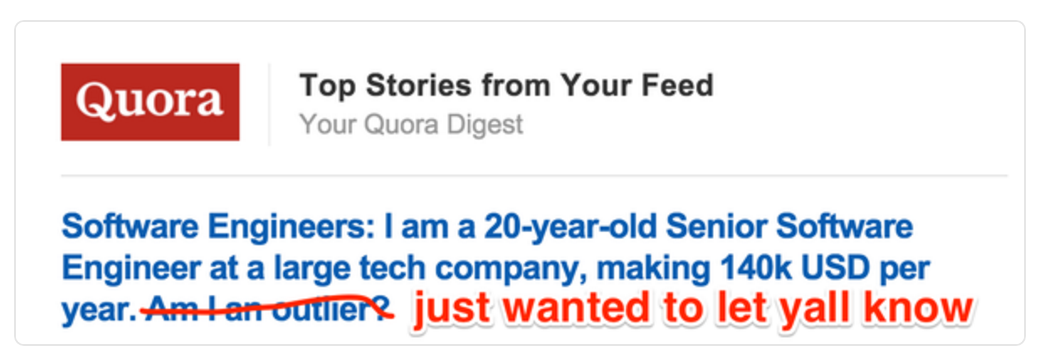 Quora
Top Stories from Your Feed
Your Quora Digest
Software Engineers: I am a 20-year-old Senior Software
Engineer at a large tech company, making 140k USD per
year. Am I an outlier? just wanted to let yall know